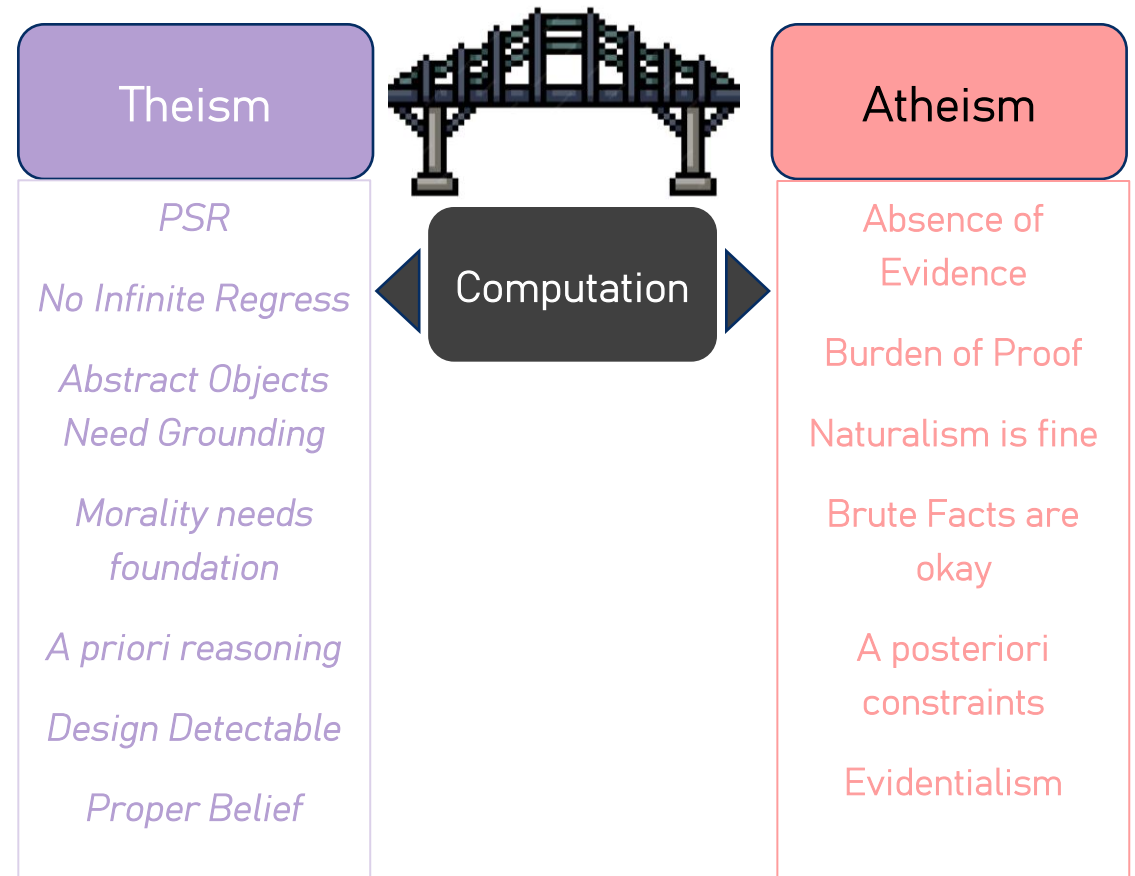 Theism
PSR
No Infinite Regress
Abstract Objects
Need Grounding
Morality needs
foundation
A priori reasoning
Design Detectable
Proper Belief
Computation
Atheism
Absence of
Evidence
Burden of Proof
Naturalism is fine
Brute Facts are
okay
A posteriori
constraints
Evidentialism